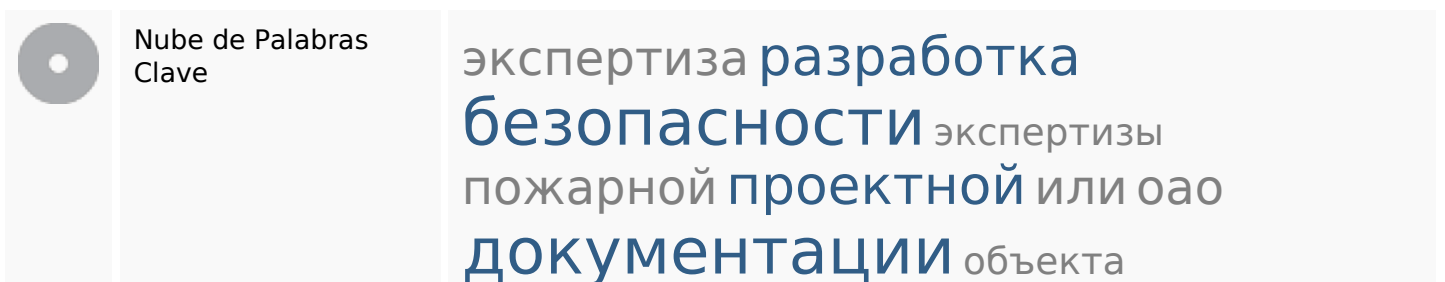 Nube de Palabras
Clave
экспертиза разработка
безопасности экспертизы
пожарной проектной или оао
документации объекта